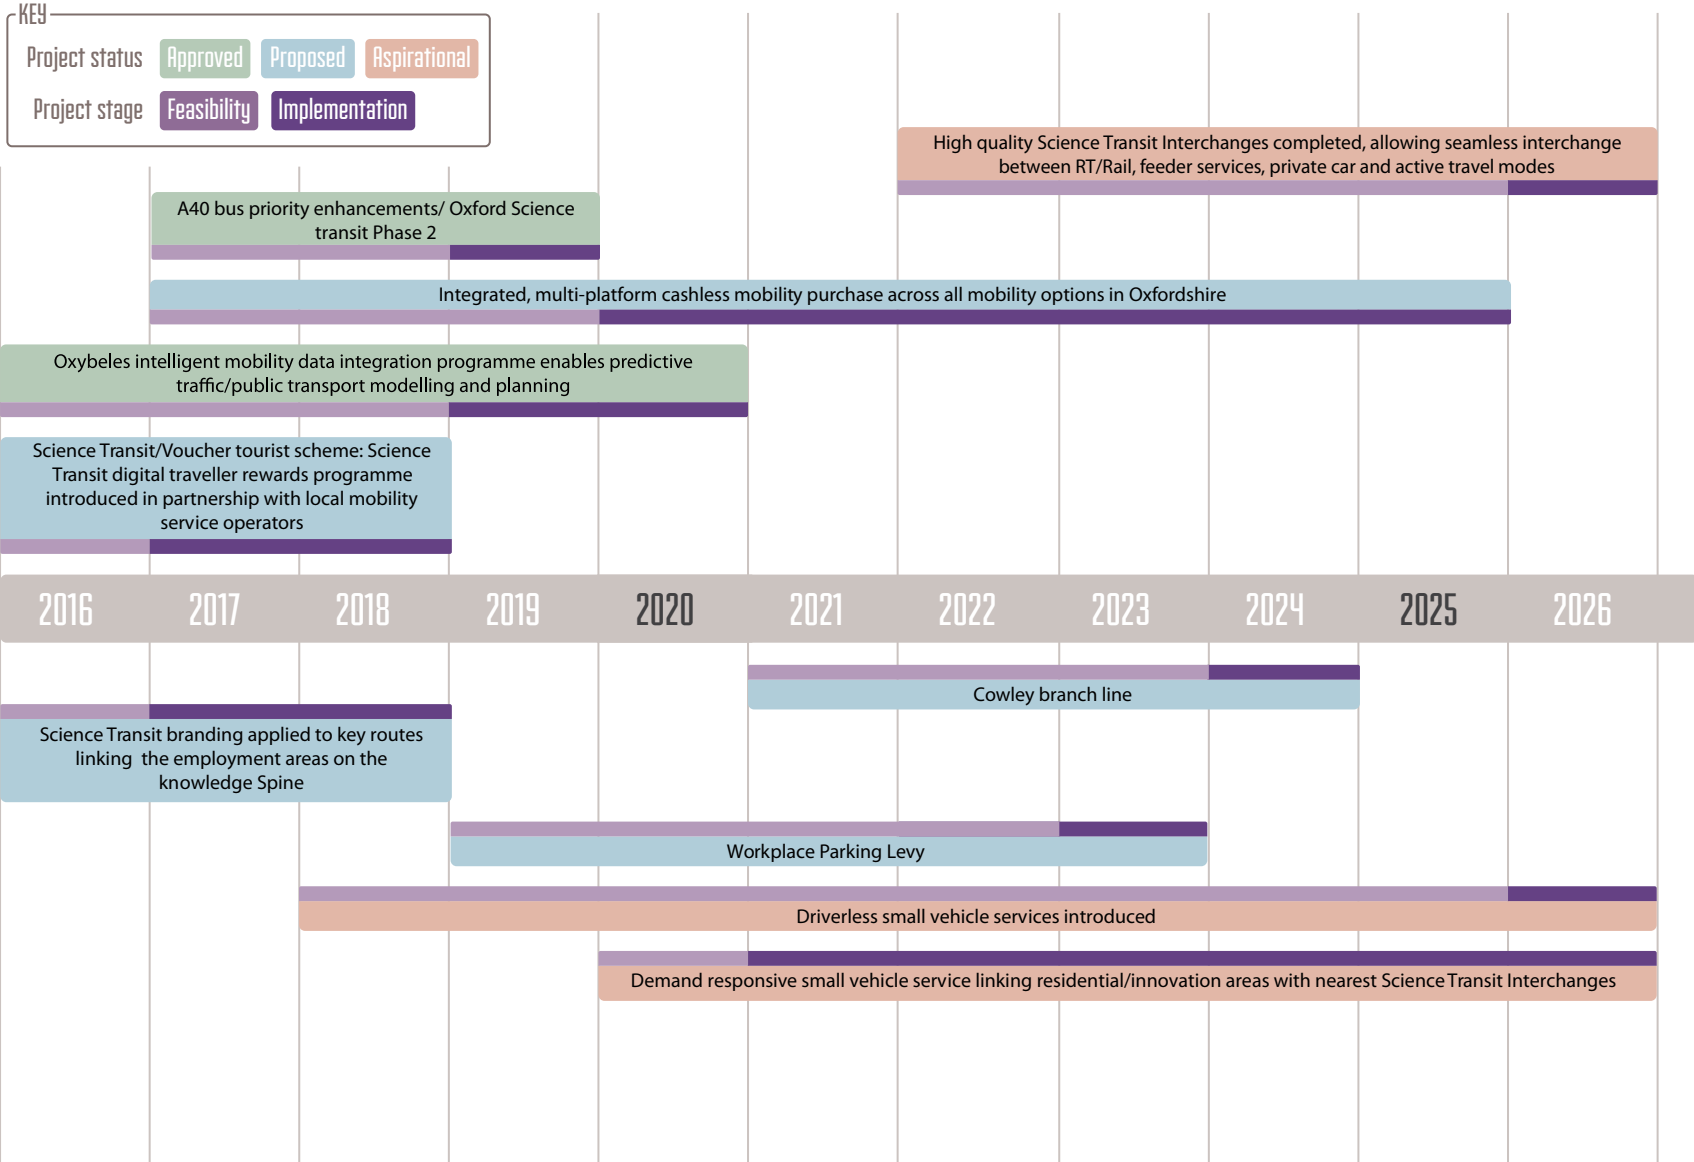 KEY
Project status Approved Proposed Aspirational
Project stage Feasibility Implementation
High quality Science Transit Interchanges completed, allowing seamless interchange
between RT/Rail, feeder services, private car and active travel modes
A40 bus priority enhancements/ Oxford Science
transit Phase 2
Integrated, multi-platform cashless mobility purchase across all mobility options in Oxfordshire
Oxybeles intelligent mobility data integration programme enables predictive
traffic/public transport modelling and planning
Science Transit/Voucher tourist scheme: Science
Transit digital traveller rewards programme
introduced in partnership with local mobility
service operators
2016 2017 2018 2019 2020 2021 2022 2023 2024 2025 2026
Cowley branch line
Science Transit branding applied to key routes
linking the employment areas on the
knowledge Spine
Workplace Parking Levy
Driverless small vehicle services introduced
Demand responsive small vehicle service linking residential/innovation areas with nearest Science Transit Interchanges